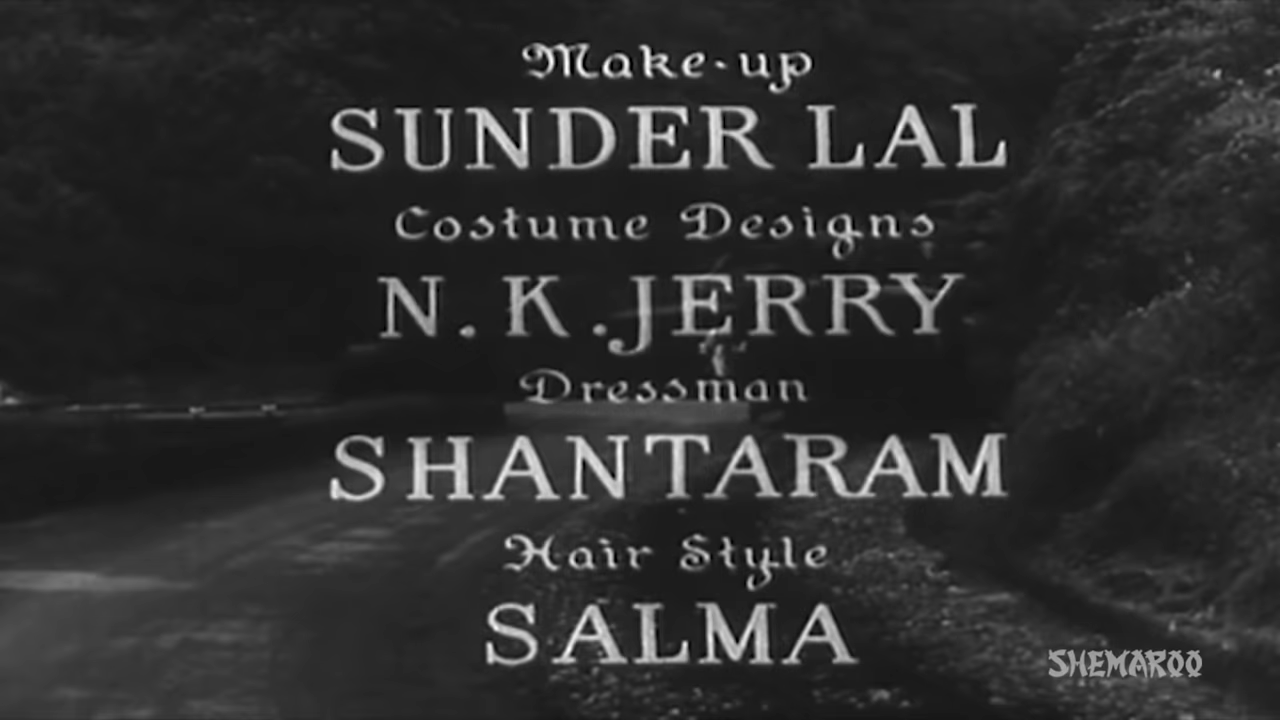 Make-up
SUNDER LAL
Costume Designs
N. K. JERRY
Dressman
SHANTARAM
Hair Style
SALMA
SHEMAROO